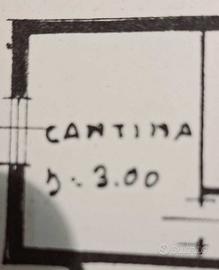 CANTINA
h = 3.00